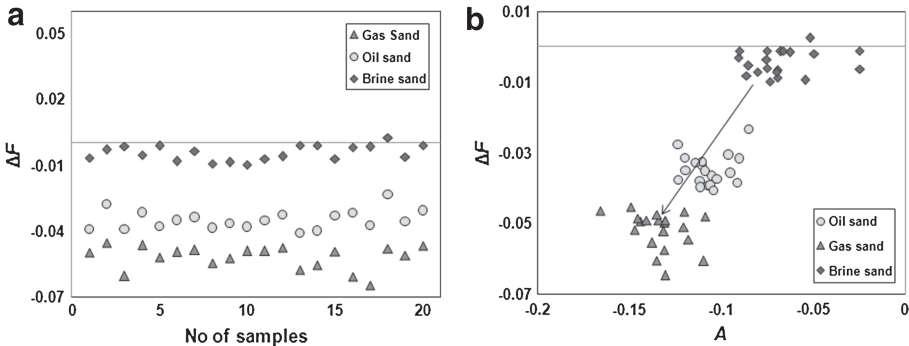 a
ΔF
0.05
0.02
-0.01
-0.04
-0.07
0
5
10
15
20
No of samples
Gas Sand
Oil sand
Brine sand
b
ΔF
0.01
-0.01
-0.03
-0.05
-0.07
-0.2
-0.15
-0.1
-0.05
0
A
Oil sand
Gas sand
Brine sand